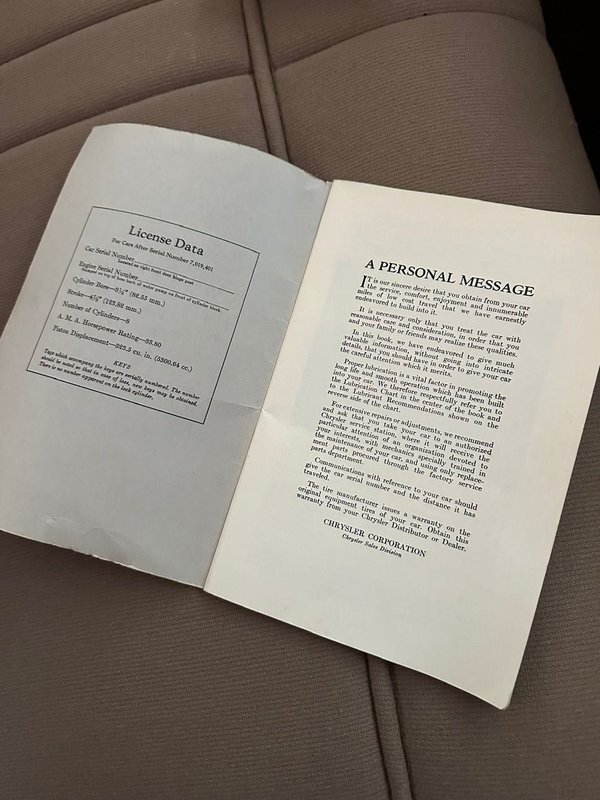 License Data
For Cars After Serial Number 7,019,401
Car Serial Number
Located on right front door hinge post
Engine Serial Number
Stamped on top of boss back of water pump on front of cylinder block.
Cylinder Bore—3¼" (82.55 mm.)
Stroke—4⅞" (123.82 mm.)
Number of Cylinders—8
A. M. A. Horsepower Rating—33.80
Piston Displacement—323.5 cu. in. (5300.64 cc.)
KEYS
Tags which accompany the keys are serially numbered. The number
should be noted so that in case of loss, new keys may be obtained.
There is no number stamped on the lock cylinder.
A PERSONAL MESSAGE
IT is our sincere desire that you obtain from your car
the service, comfort, enjoyment and innumerable
miles of low cost travel that we have earnestly
endeavored to build into it.
It is necessary only that you treat the car with
reasonable care and consideration, in order that you
and your family or friends may realize these qualities.
In this book, we have endeavored to give much
valuable information, without going into intricate
details, that you should have in order to give your car
the careful attention which it merits.
Proper lubrication is a vital factor in promoting the
long life and smooth operation which has been built
into your car. We therefore respectfully refer you to
the Lubrication Chart in the center of the book and
to the Lubricant Recommendations shown on the
reverse side of the chart.
For extensive repairs or adjustments, we recommend
and ask that you take your car to an authorized
Chrysler service station, where it will receive the
particular attention of an organization devoted to
your interests, with mechanics specially trained in
the maintenance of your car, and using only replace-
ment parts procured through the factory service
parts department.
Communications with reference to your car should
give the car serial number and the distance it has
traveled.
The tire manufacturer issues a warranty on the
original equipment tires of your car. Obtain this
warranty from your Chrysler Distributor or Dealer.
CHRYSLER CORPORATION
Chrysler Sales Division